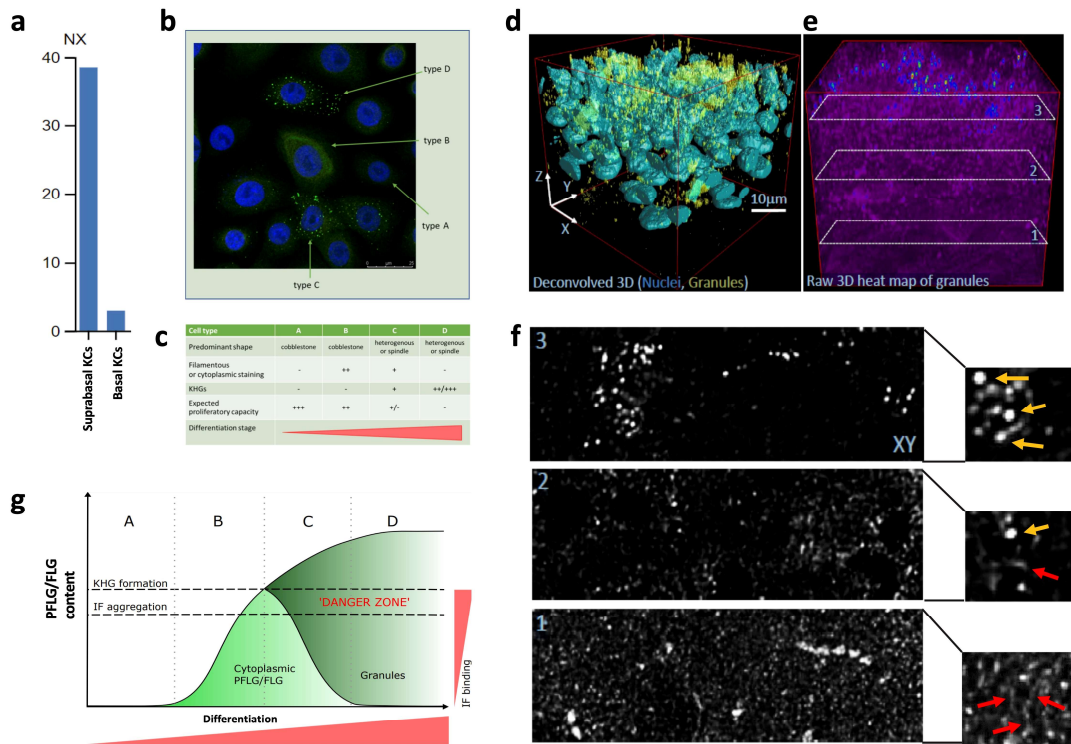 a
NX
40
30
20
10
0
Suprabasal KCs
Basal KCs
b
type D
type B
type A
type C
0
µm
25
c
Cell type A B C D
Predominant shape cobblestone cobblestone heterogenous or spindle heterogenous or spindle
Filamentous
or cytoplasmic staining - ++ + -
KHGs - - + ++/+++
Expected
proliferatory capacity +++ ++ +/- -
Differentiation stage
d
Z
Y
X
10µm
Deconvolved 3D (Nuclei, Granules)
e
3
2
1
Raw 3D heat map of granules
f
3
XY
2
1
g
A B C D
PFLG/FLG
content
KHG formation
IF aggregation
'DANGER ZONE'
Cytoplasmic
PFLG/FLG
Granules
IF binding
Differentiation